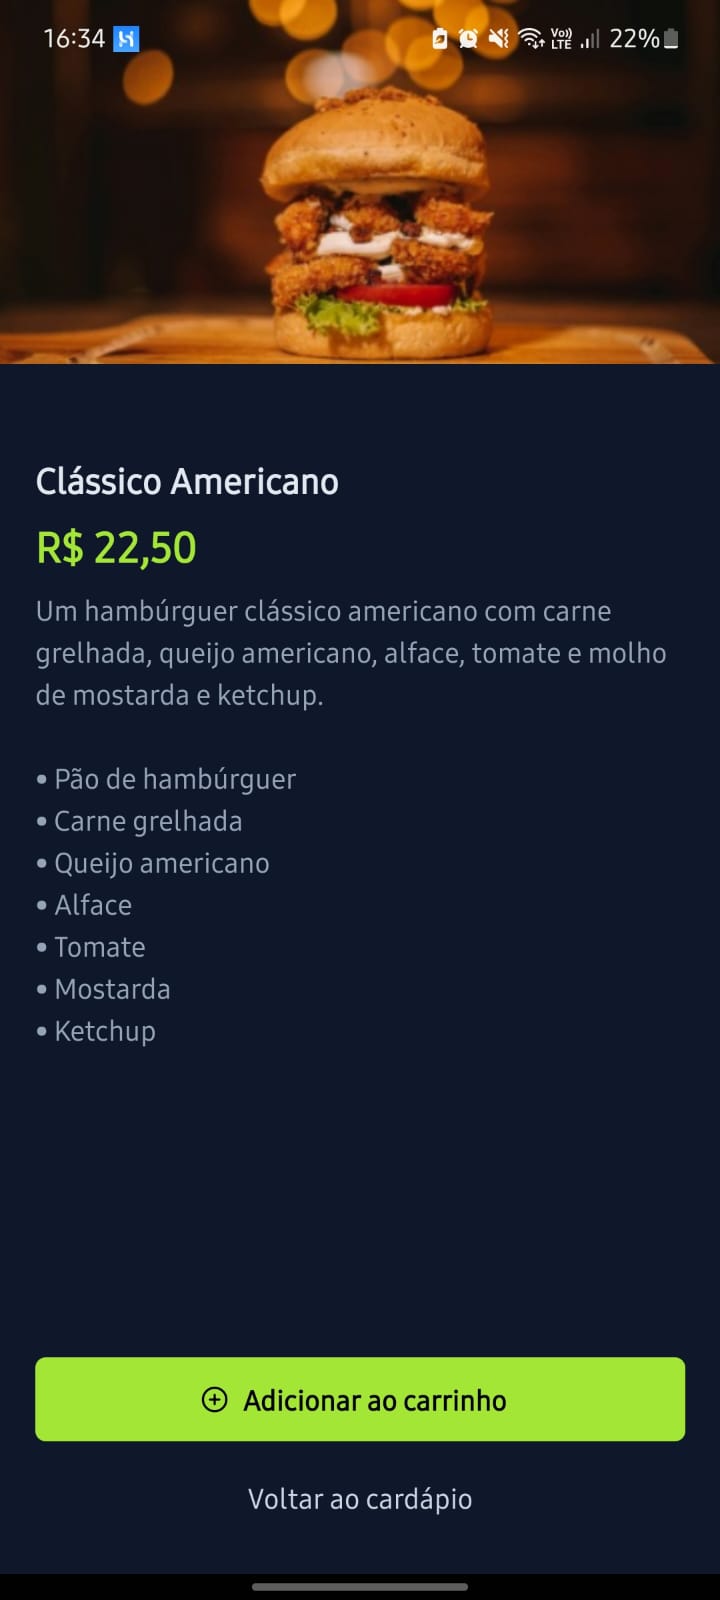 16:34 Vo)) LTE 22%
Clássico Americano
R$ 22,50
Um hambúrguer clássico americano com carne
grelhada, queijo americano, alface, tomate e molho
de mostarda e ketchup.
• Pão de hambúrguer
• Carne grelhada
• Queijo americano
• Alface
• Tomate
• Mostarda
• Ketchup
Adicionar ao carrinho
Voltar ao cardápio